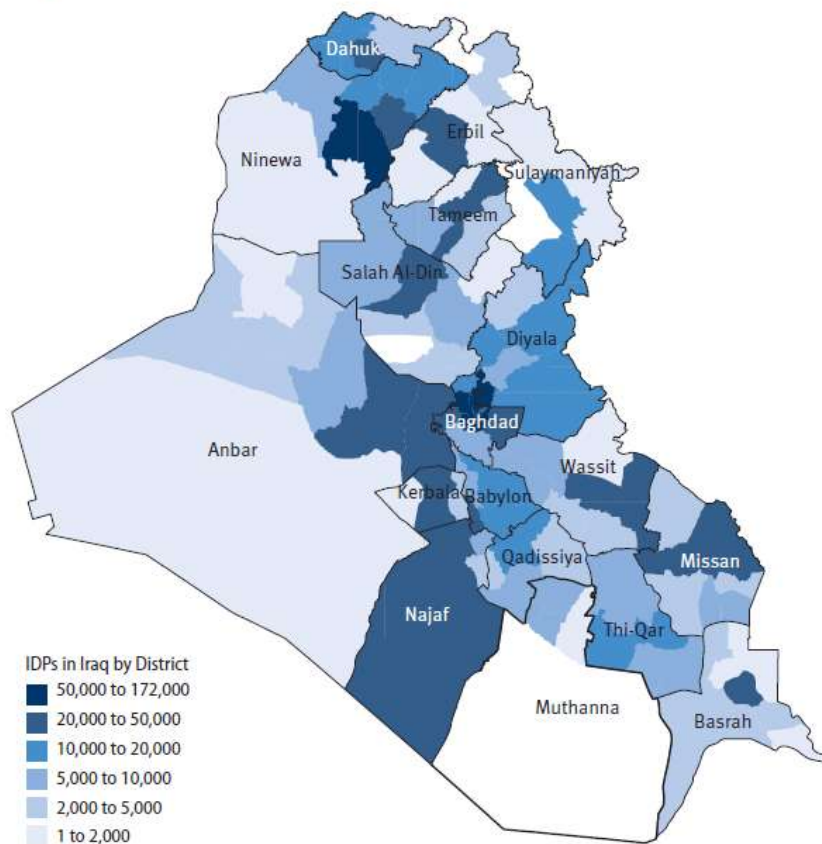 Dahuk
Erbil
Ninewa
Sulaymaniyah
Tameem
Salah Al-Din
Diyala
Baghdad
Anbar
Wassit
Kerbala
Babylon
Qadissiya
Missan
Najaf
Thi-Qar
Muthanna
Basrah
IDPs in Iraq by District
50,000 to 172,000
20,000 to 50,000
10,000 to 20,000
5,000 to 10,000
2,000 to 5,000
1 to 2,000